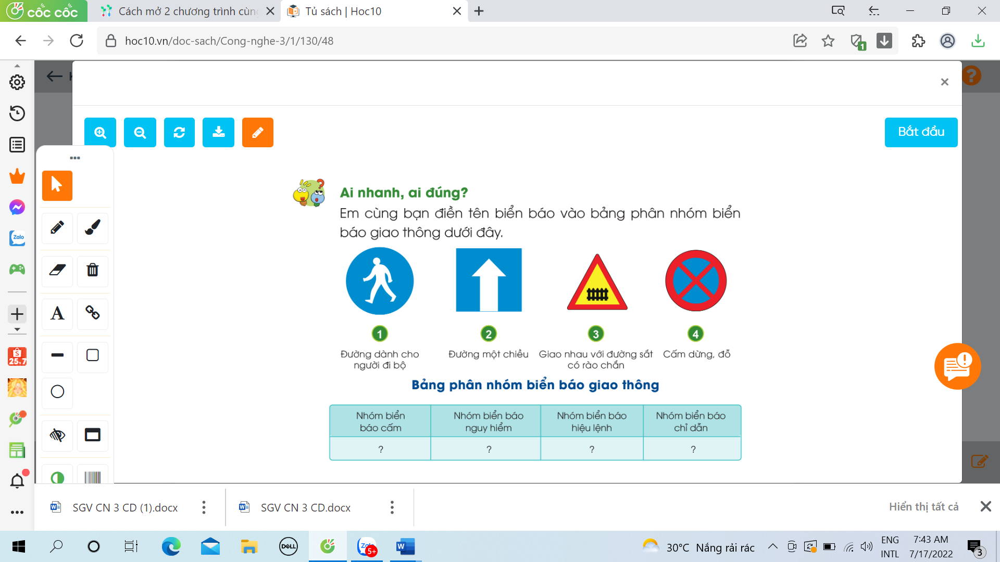 cốc cốc
Cách mở 2 chương trình cùng
Tủ sách | Hoc10
hoc10.vn/doc-sach/Cong-nghe-3/1/130/48
1
?
Bắt đầu
Zalo
A
25.7
Ai nhanh, ai đúng?
Em cùng bạn điền tên biển báo vào bảng phân nhóm biển
báo giao thông dưới đây.
1
2
3
4
Đường dành cho
người đi bộ
Đường một chiều
Giao nhau với đường sắt
có rào chắn
Cấm dừng, đỗ
Bảng phân nhóm biển báo giao thông
Nhóm biển
báo cấm
Nhóm biển báo
nguy hiểm
Nhóm biển báo
hiệu lệnh
Nhóm biển báo
chỉ dẫn
?
?
?
?
SGV CN 3 CD (1).docx
SGV CN 3 CD.docx
Hiển thị tất cả
DELL
5+
W
30°C Nắng rải rác
ENG
INTL
7:43 AM
7/17/2022
3